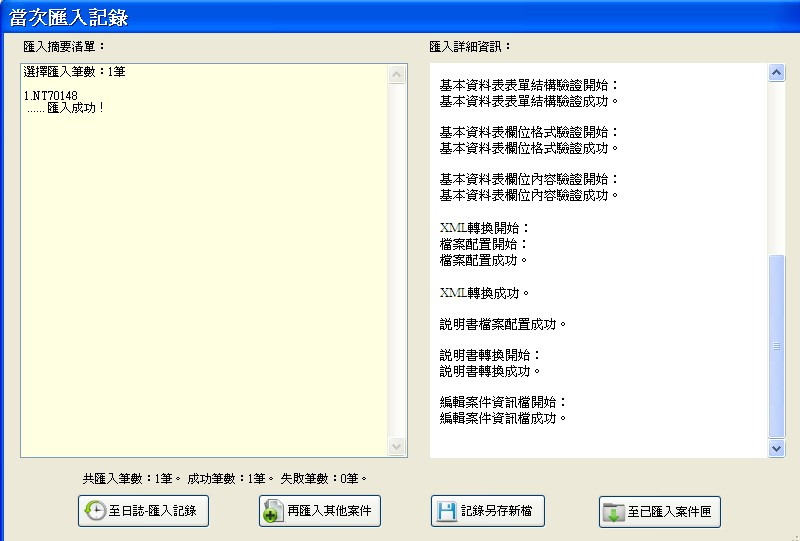 當次匯入記錄
匯入摘要清單：
選擇匯入筆數：1筆
1.NT70148
......匯入成功！
匯入詳細資訊：
基本資料表表單結構驗證開始：
基本資料表表單結構驗證成功。
基本資料表欄位格式驗證開始：
基本資料表欄位格式驗證成功。
基本資料表欄位內容驗證開始：
基本資料表欄位內容驗證成功。
XML轉換開始：
檔案配置開始：
檔案配置成功。
XML轉換成功。
說明書檔案配置成功。
說明書轉換開始：
說明書轉換成功。
編輯案件資訊檔開始：
編輯案件資訊檔成功。
共匯入筆數：1筆。 成功筆數：1筆。 失敗筆數：0筆。
至日誌-匯入記錄
再匯入其他案件
記錄另存新檔
至已匯入案件匣